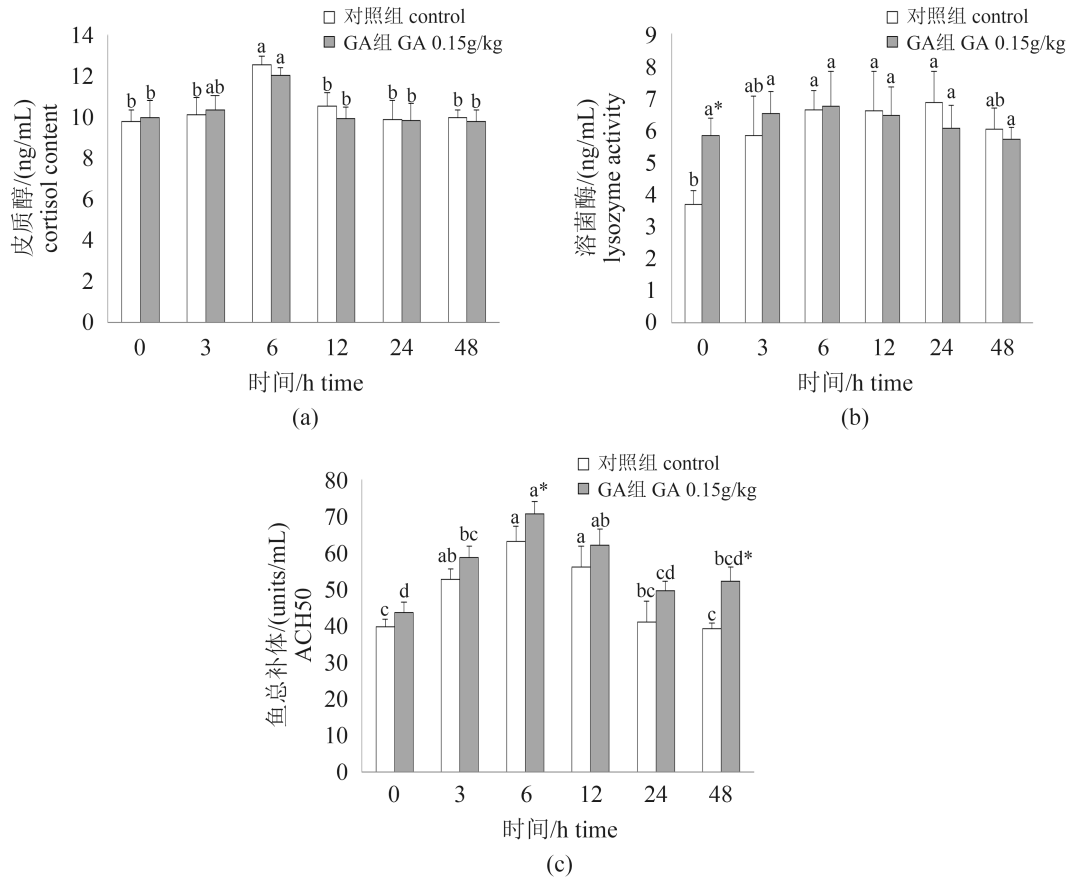 对照组 control
GA组 GA 0.15g/kg
14
12
10
8
6
4
2
0
皮质醇/(ng/mL)
cortisol content
b b b ab a a b b b b b b
0 3 6 12 24 48
时间/h time
(a)
对照组 control
GA组 GA 0.15g/kg
9
8
7
6
5
4
3
2
1
0
溶菌酶/(ng/mL)
lysozyme activity
b a* ab a a a a a a a ab a
0 3 6 12 24 48
时间/h time
(b)
对照组 control
GA组 GA 0.15g/kg
80
70
60
50
40
30
20
10
0
鱼总补体/(units/mL)
ACH50
c d ab bc a a* a ab bc cd c bcd*
0 3 6 12 24 48
时间/h time
(c)